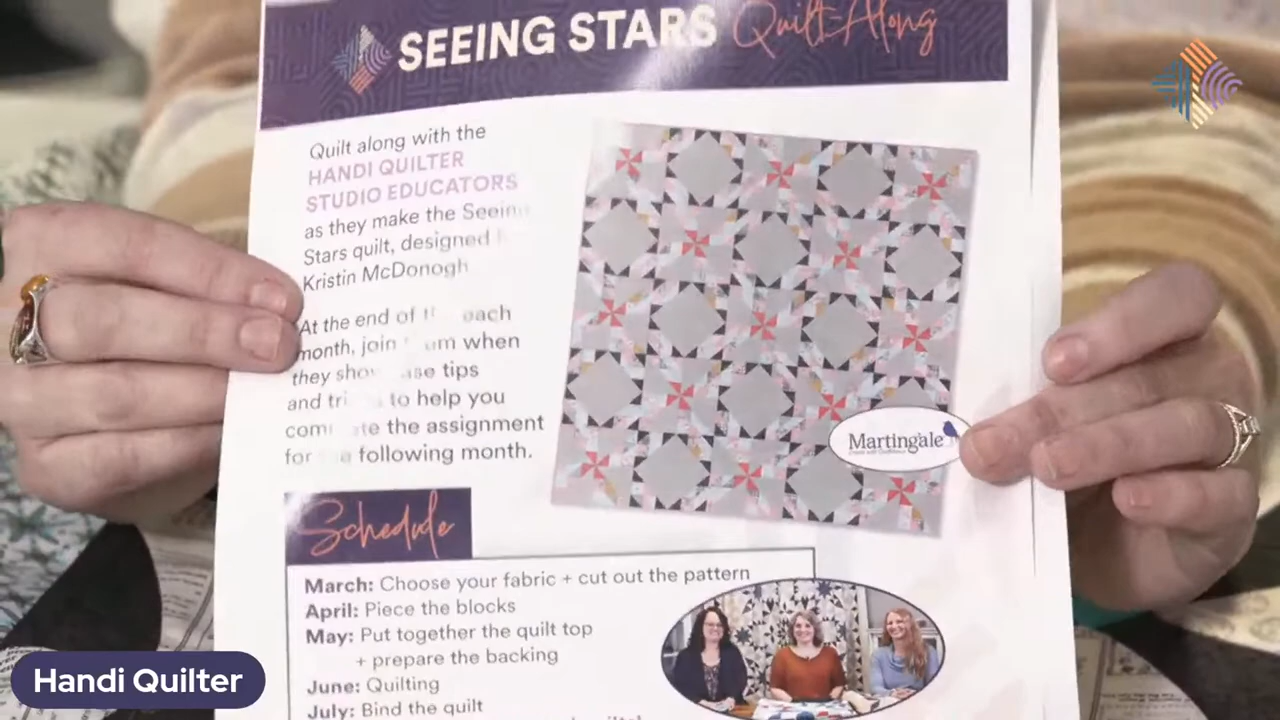 SEEING STARS Quilt-Along
Quilt along with the
HANDI QUILTER
STUDIO EDUCATORS
as they make the Seeing
Stars quilt, designed
Kristin McDonogh
At the end of each
month, join when
they tips
and to help you
the assignment
for following month.
Martingale
Schedule
March: Choose your fabric + cut out the pattern
April: Piece the blocks
May: Put together the quilt top
+ prepare the backing
June: Quilting
July: Bind the quilt
Handi Quilter